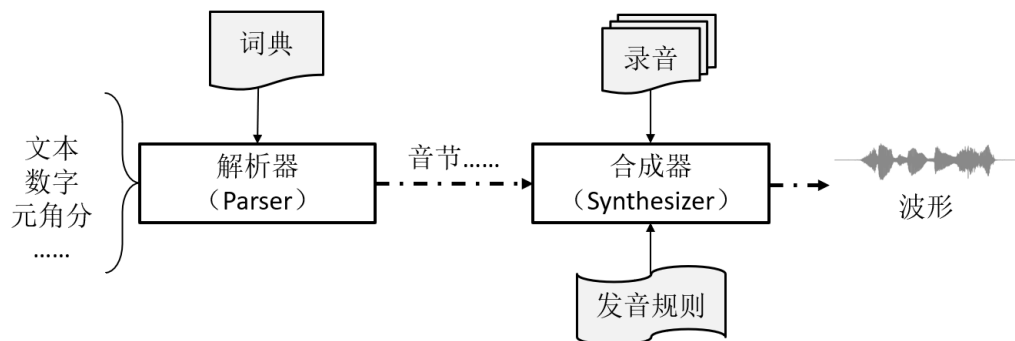 词典
录音
文本
数字
元角分
……
解析器
（Parser）
音节……
合成器
（Synthesizer）
波形
发音规则